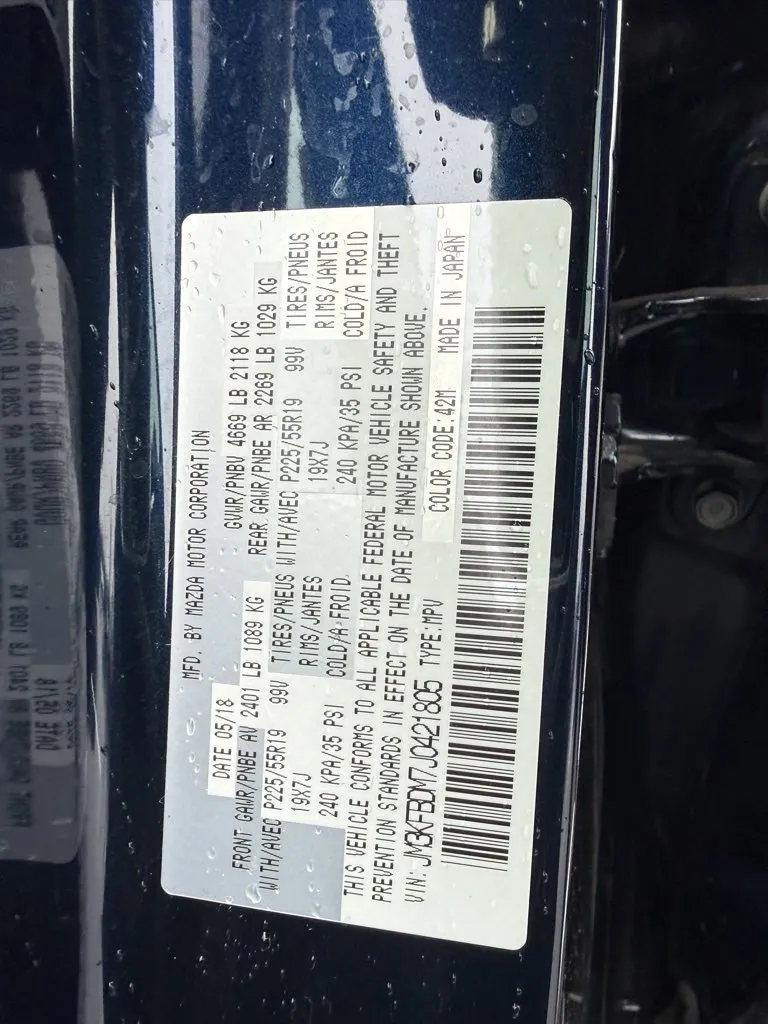 MFD. BY MAZDA MOTOR CORPORATION
DATE 05/18 GVWR/PNBV 4669 LB 2118 KG
FRONT GAWR/PNBE AV 2401 LB 1089 KG REAR GAWR/PNBE AR 2269 LB 1029 KG
WITH/AVEC P225/55R19 99V TIRES/PNEUS WITH/AVEC P225/55R19 99V TIRES/PNEUS
19X7J RIMS/JANTES 19X7J RIMS/JANTES
240 KPA/35 PSI COLD/A FROID. 240 KPA/35 PSI COLD/A FROID
THIS VEHICLE CONFORMS TO ALL APPLICABLE FEDERAL MOTOR VEHICLE SAFETY AND THEFT
PREVENTION STANDARDS IN EFFECT ON THE DATE OF MANUFACTURE SHOWN ABOVE.
VIN: JM3KFBDM7J0421805 TYPE:MPV COLOR CODE:42M MADE IN JAPAN